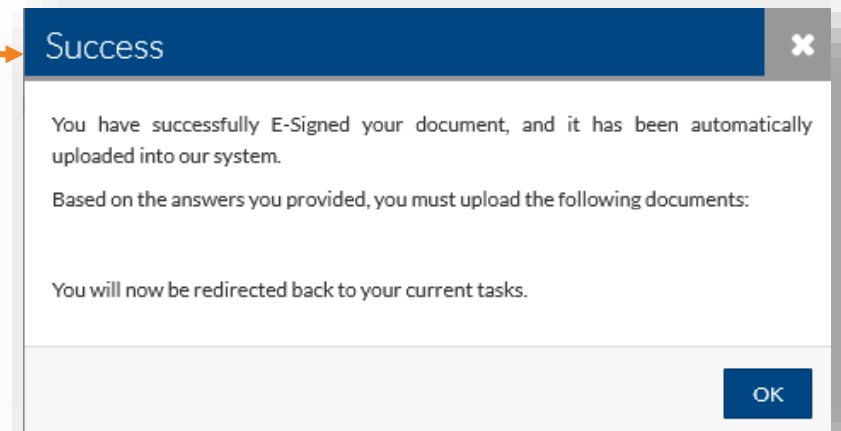 Success
You have successfully E-Signed your document, and it has been automatically
uploaded into our system.
Based on the answers you provided, you must upload the following documents:
You will now be redirected back to your current tasks.
OK